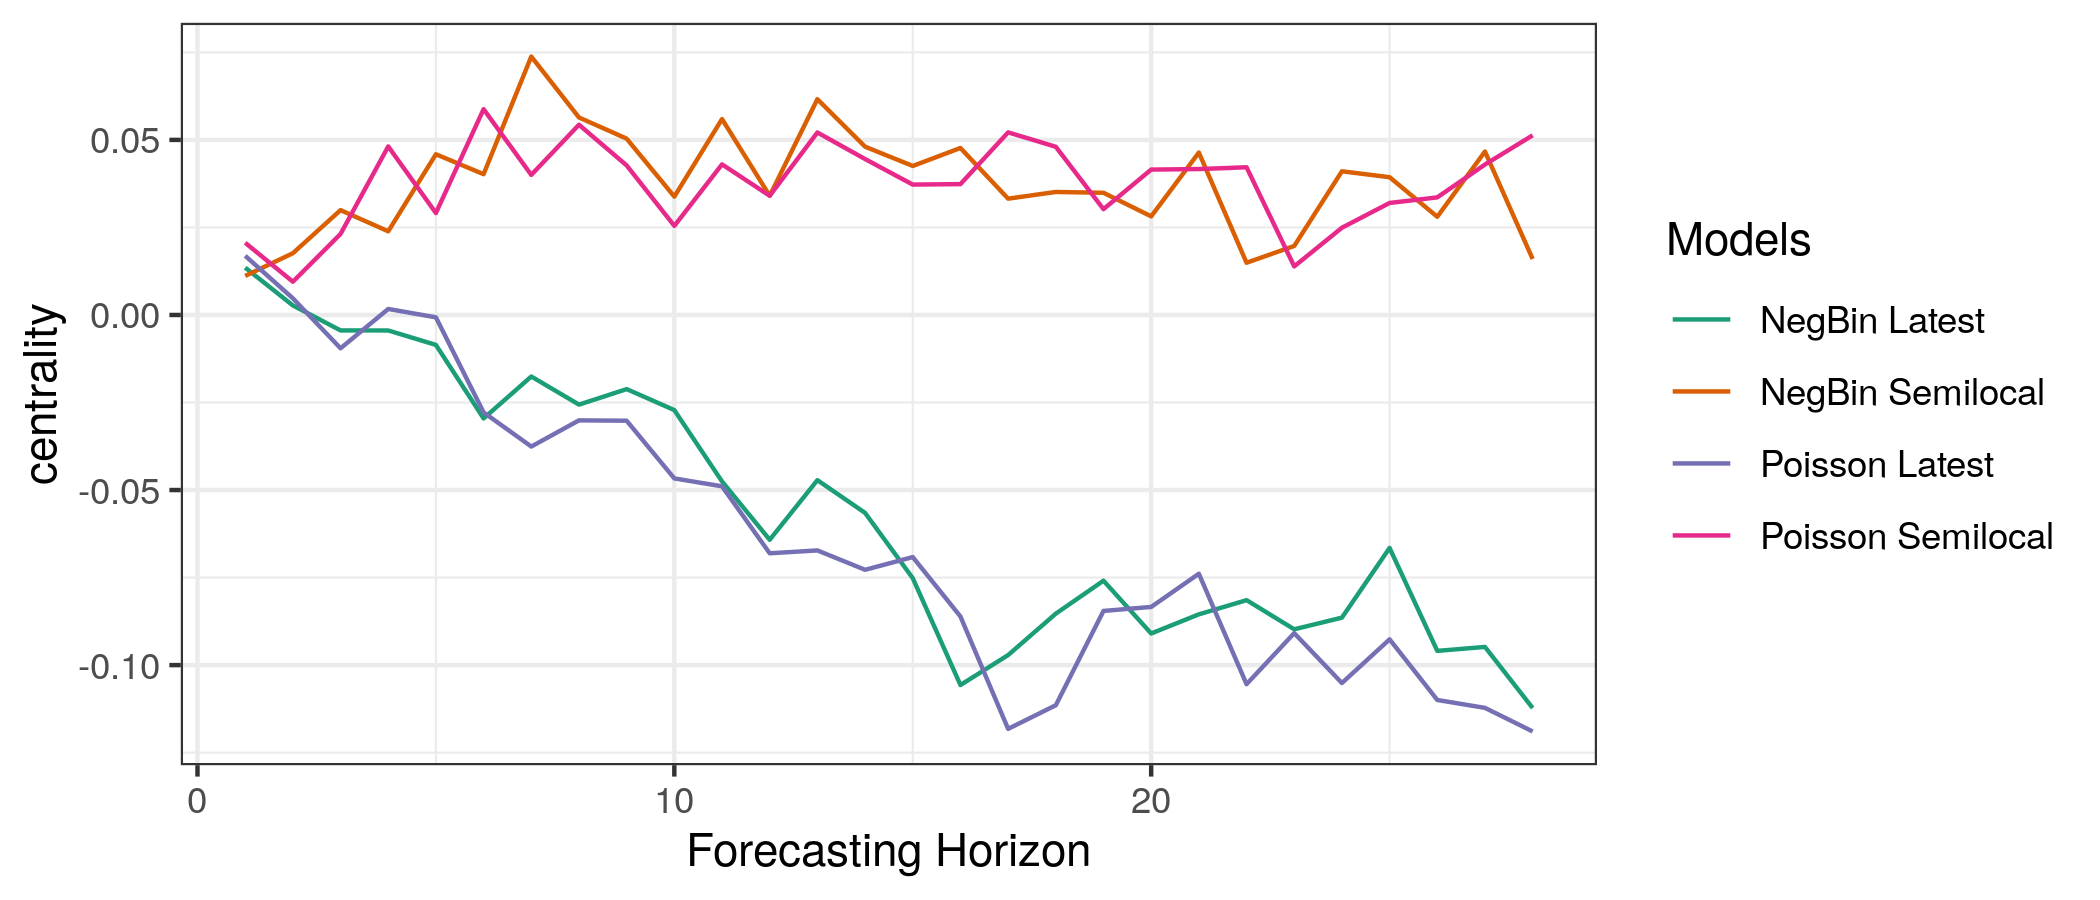 centrality
0.05
0.00
-0.05
-0.10
0
10
20
Forecasting Horizon
Models
NegBin Latest
NegBin Semilocal
Poisson Latest
Poisson Semilocal